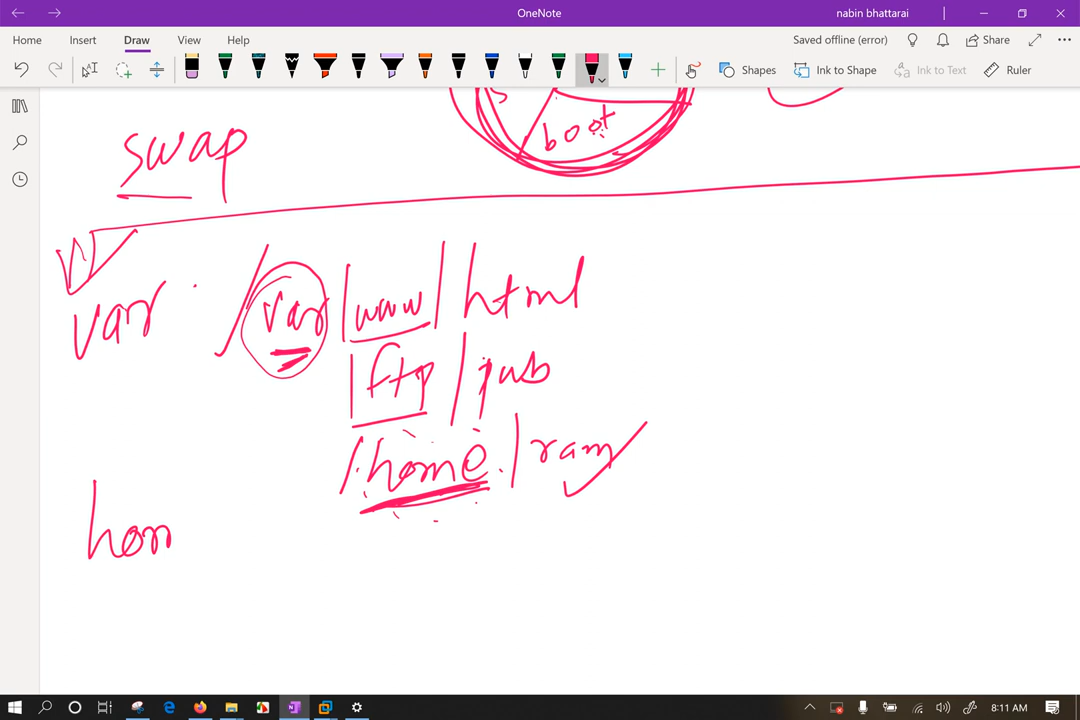 OneNote
nabin bhattarai
Home Insert Draw View Help
Saved offline (error)
Share
Shapes
Ink to Shape
Ink to Text
Ruler
s
boot
swap
var /var/www/html
/ftp/pub
/home/ram
hom
8:11 AM